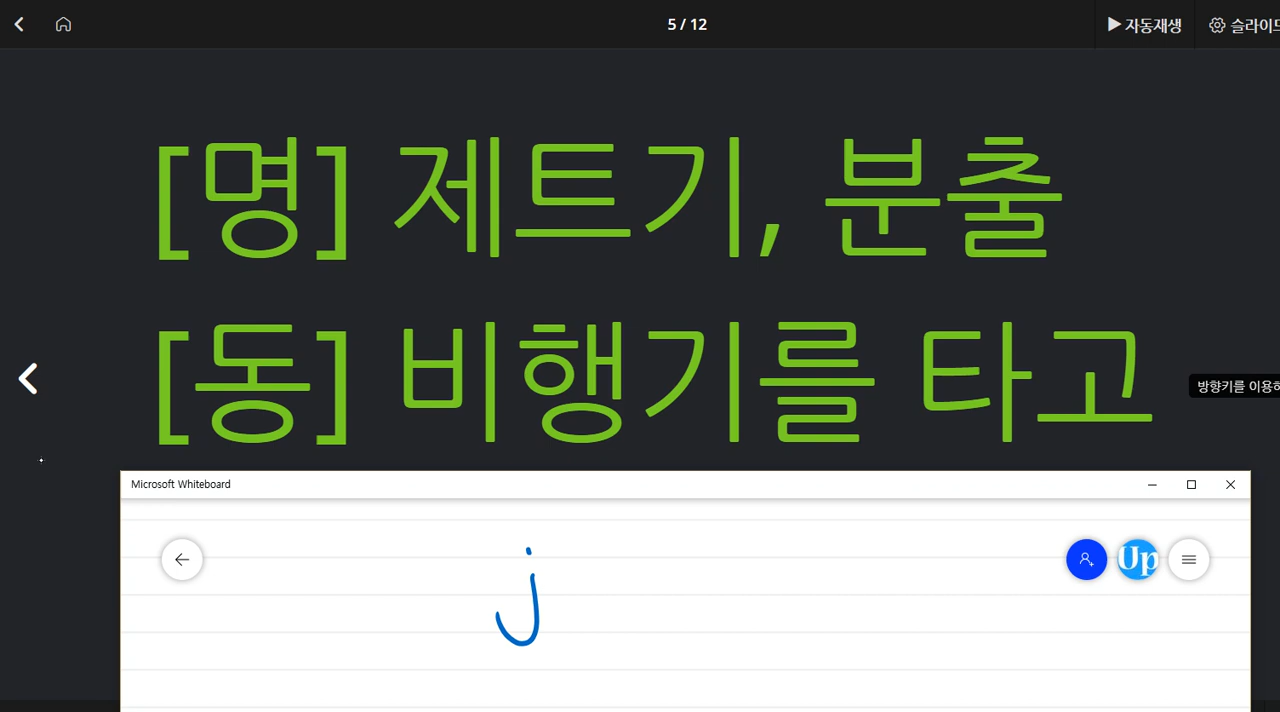 5 / 12
▶자동재생
슬라이드
[명] 제트기, 분출
[동] 비행기를 타고
방향키를 이용하
Microsoft Whiteboard
Up
j